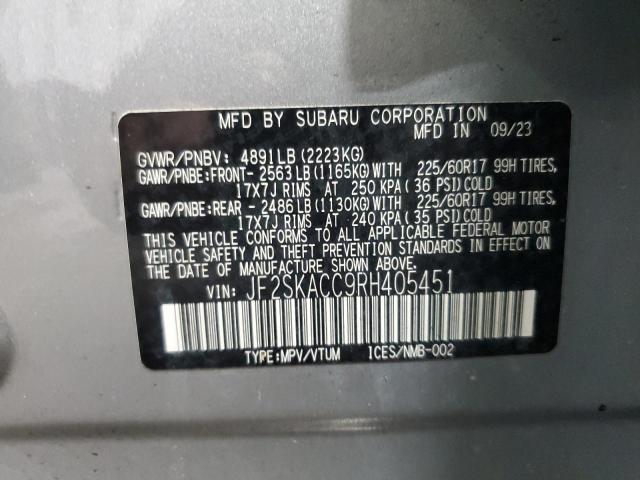 MFD BY SUBARU CORPORATION
MFD IN 09/23
GVWR/PNBV: 4891LB (2223KG)
GAWR/PNBE:FRONT- 2563LB (1165KG)WITH 225/60R17 99H TIRES,
17X7J RIMS AT 250 KPA (36 PSI)COLD
GAWR/PNBE:REAR - 2486LB (1130KG)WITH 225/60R17 99H TIRES,
17X7J RIMS AT 240 KPA (35 PSI)COLD
THIS VEHICLE CONFORMS TO ALL APPLICABLE FEDERAL MOTOR
VEHICLE SAFETY AND THEFT PREVENTION STANDARDS IN EFFECT ON
THE DATE OF MANUFACTURE SHOWN ABOVE.
VIN: JF2SKACC9RH405451
TYPE:MPV/VTUM ICES/NMB-002